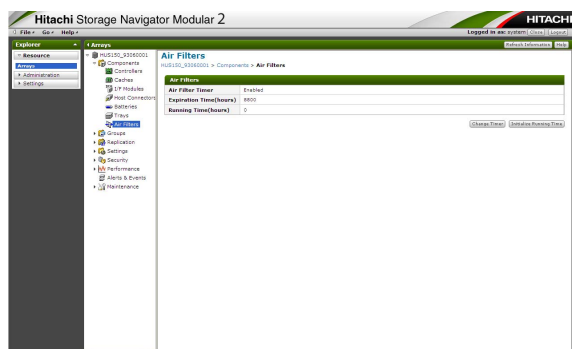 Hitachi Storage Navigator Modular 2
HITACHI
File Go Help
Logged in as: system Close Logout
Explorer
Arrays
Refresh Information Help
Resource
Arrays
Administration
Settings
HUS150_93060001
Components
Controllers
Caches
I/F Modules
Host Connectors
Batteries
Trays
Air Filters
Groups
Replication
Settings
Security
Performance
Alerts & Events
Maintenance
Air Filters
HUS150_93060001 > Components > Air Filters
Air Filters
Air Filter Timer Enabled
Expiration Time(hours) 8800
Running Time(hours) 0
Change Timer Initialize Running Time